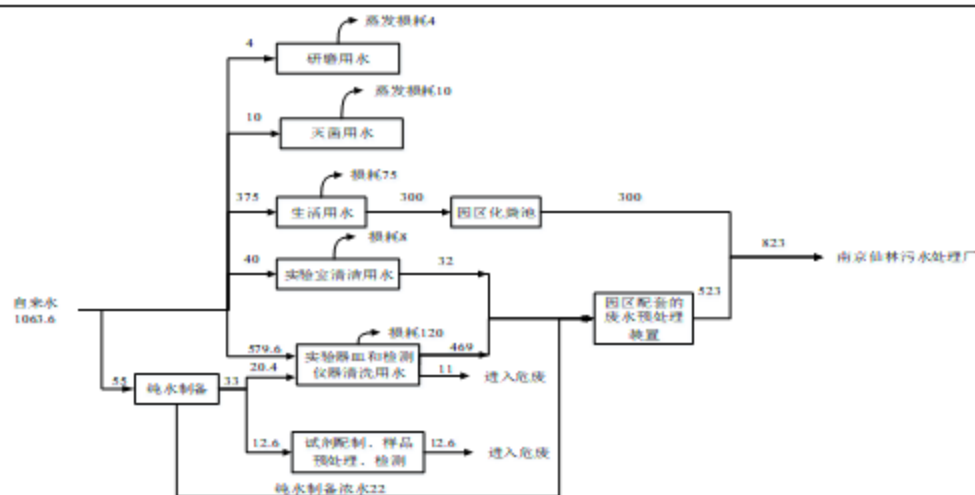 蒸发损耗4
4
研磨用水
蒸发损耗10
10
灭菌用水
损耗75
375
生活用水
300
园区化粪池
300
损耗8
823
南京仙林污水处理厂
40
实验室清洁用水
32
自来水
1063.6
园区配套的
废水预处理
装置
523
损耗120
579.6
实验器皿和检测
仪器清洗用水
469
20.4
11
进入危废
55
纯水制备
33
12.6
试剂配制、样品
预处理、检测
12.6
进入危废
纯水制备浓水22